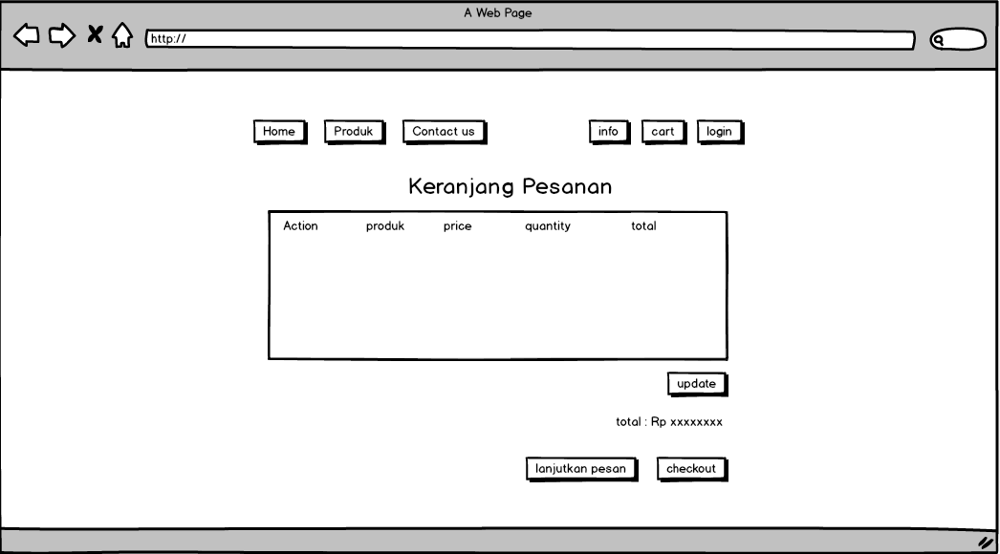 A Web Page
http://
Home Produk Contact us info cart login
Keranjang Pesanan
Action produk price quantity total
update
total : Rp xxxxxxxx
lanjutkan pesan checkout